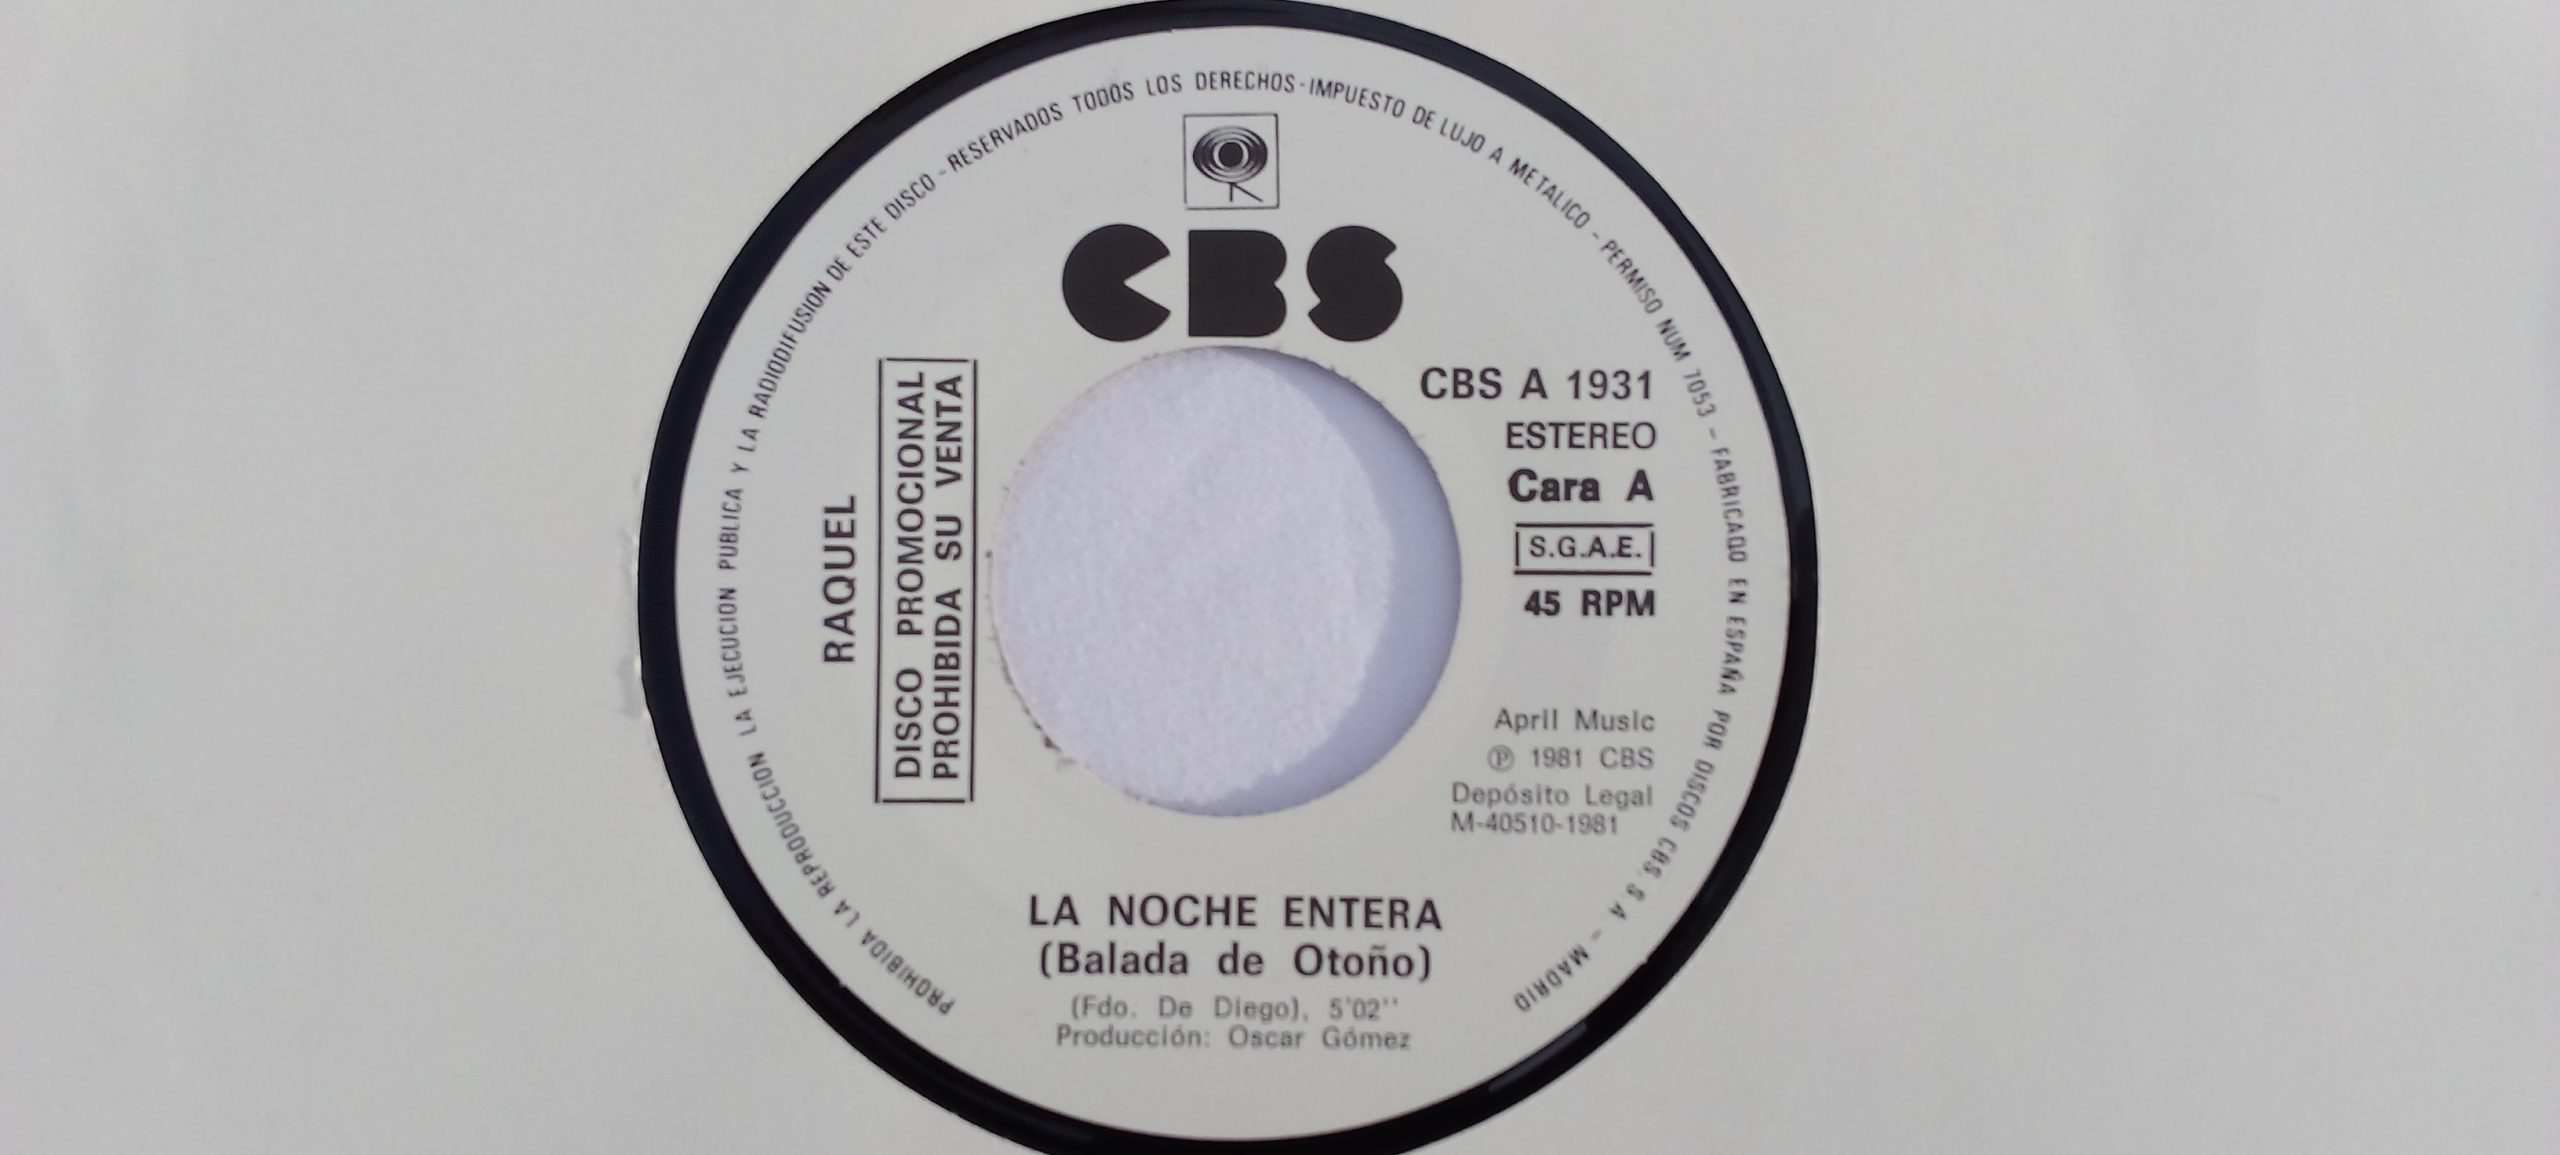 PROHIBIDA LA REPRODUCCION LA EJECUCION PUBLICA Y LA RADIODIFUSION DE ESTE DISCO - RESERVADOS TODOS LOS DERECHOS - IMPUESTO DE LUJO A METALICO - PERMISO NUM 7053 - FABRICADO EN ESPAÑA POR DISCOS CBS. S. A. - MADRID
CBS
RAQUEL
DISCO PROMOCIONAL
PROHIBIDA SU VENTA
CBS A 1931
ESTEREO
Cara A
S.G.A.E.
45 RPM
April Music
Ⓟ 1981 CBS
Depósito Legal
M-40510-1981
LA NOCHE ENTERA
(Balada de Otoño)
(Fdo. De Diego), 5'02''
Producción: Oscar Gómez